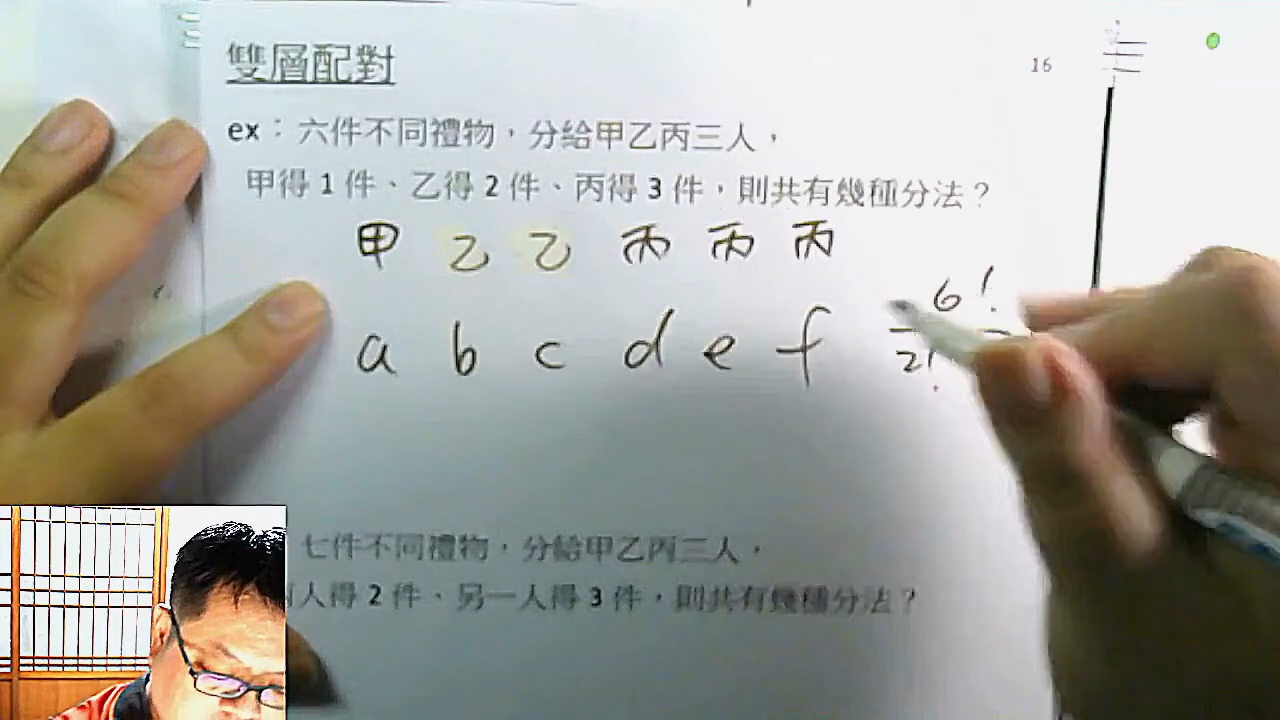 雙層配對
16
ex：六件不同禮物，分給甲乙丙三人，
甲得 1 件、乙得 2 件、丙得 3 件，則共有幾種分法？
甲 乙 乙 丙 丙 丙
a b c d e f
6!
2!
七件不同禮物，分給甲乙丙三人，
人得 2 件、另一人得 3 件，則共有幾種分法？